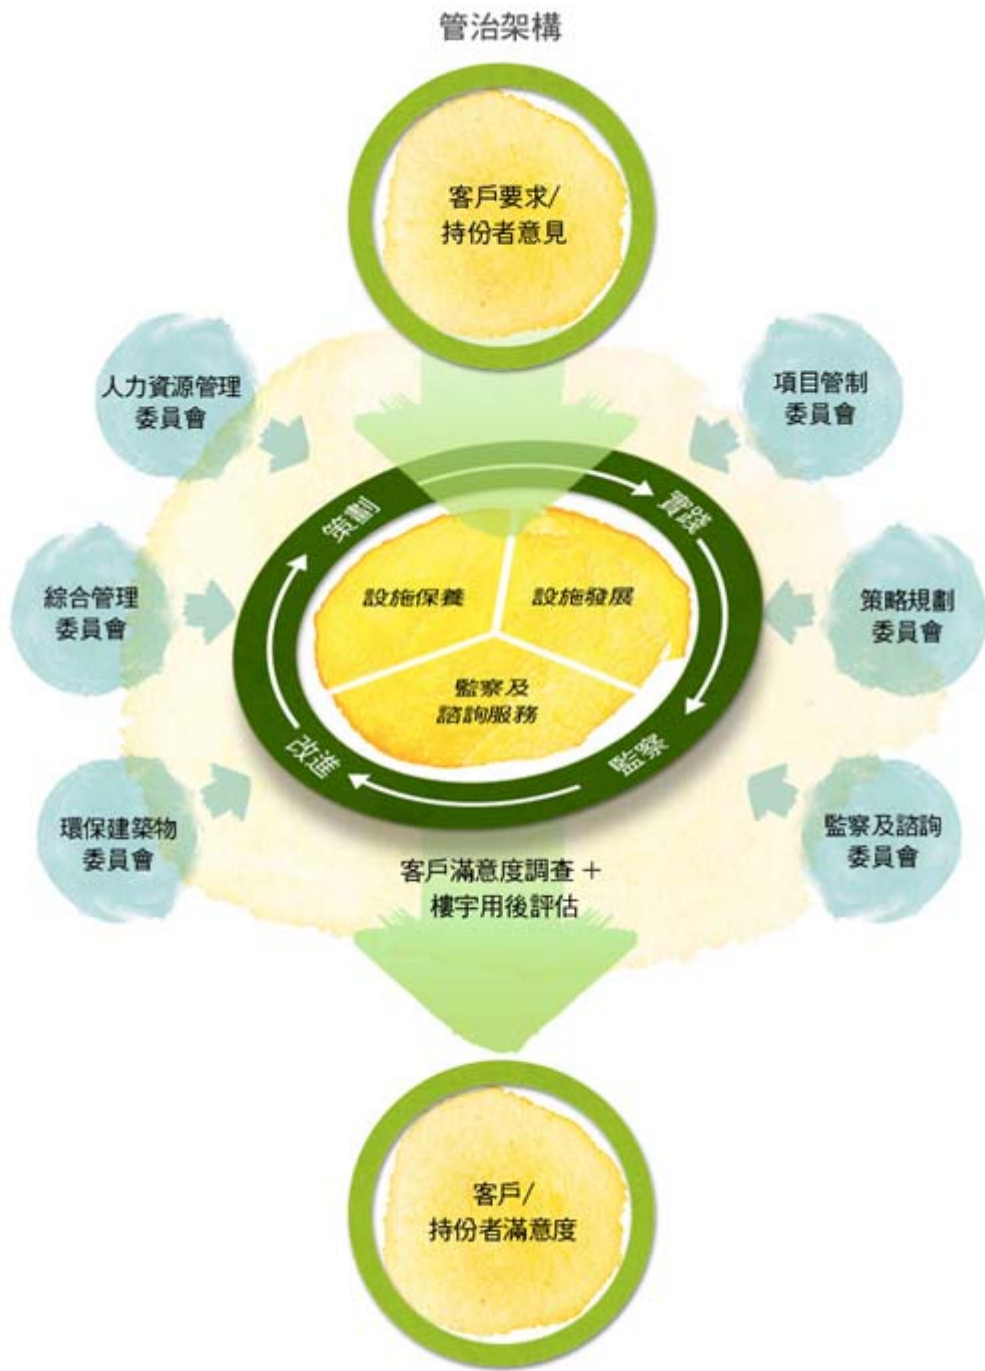 管治架構
客戶要求/
持份者意見
人力資源管理
委員會
項目管制
委員會
策劃
實踐
綜合管理
委員會
設施保養
設施發展
策略規劃
委員會
監察及
諮詢服務
改進
監察
環保建築物
委員會
監察及諮詢
委員會
客戶滿意度調查 +
樓宇用後評估
客戶/
持份者滿意度